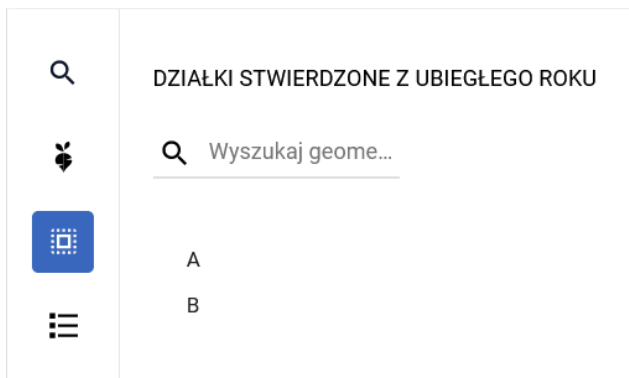 DZIAŁKI STWIERDZONE Z UBIEGŁEGO ROKU
Wyszukaj geome...
A
B